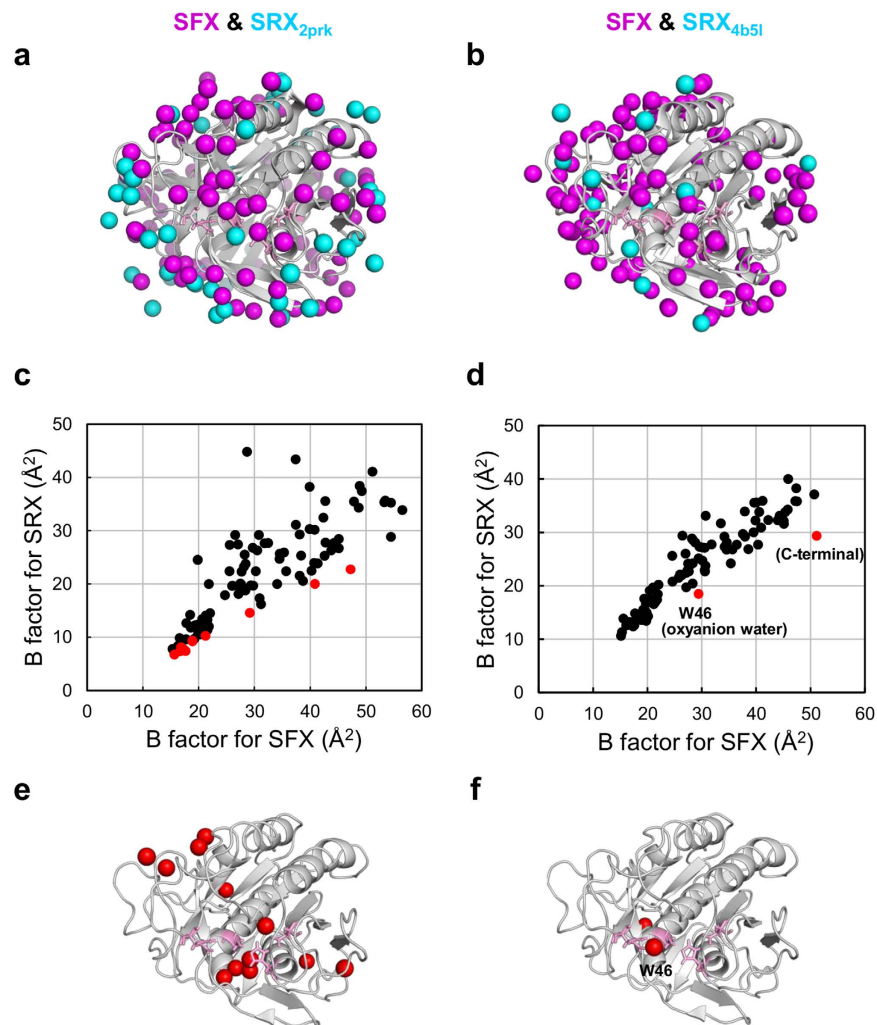 SFX & SRX2prk
SFX & SRX4b5l
a
b
c
d
50
40
30
20
10
0
B factor for SRX (Å²)
0 10 20 30 40 50 60
B factor for SFX (Å²)
50
40
30
20
10
0
B factor for SRX (Å²)
(C-terminal)
W46
(oxyanion water)
0 10 20 30 40 50 60
B factor for SFX (Å²)
e
f
W46